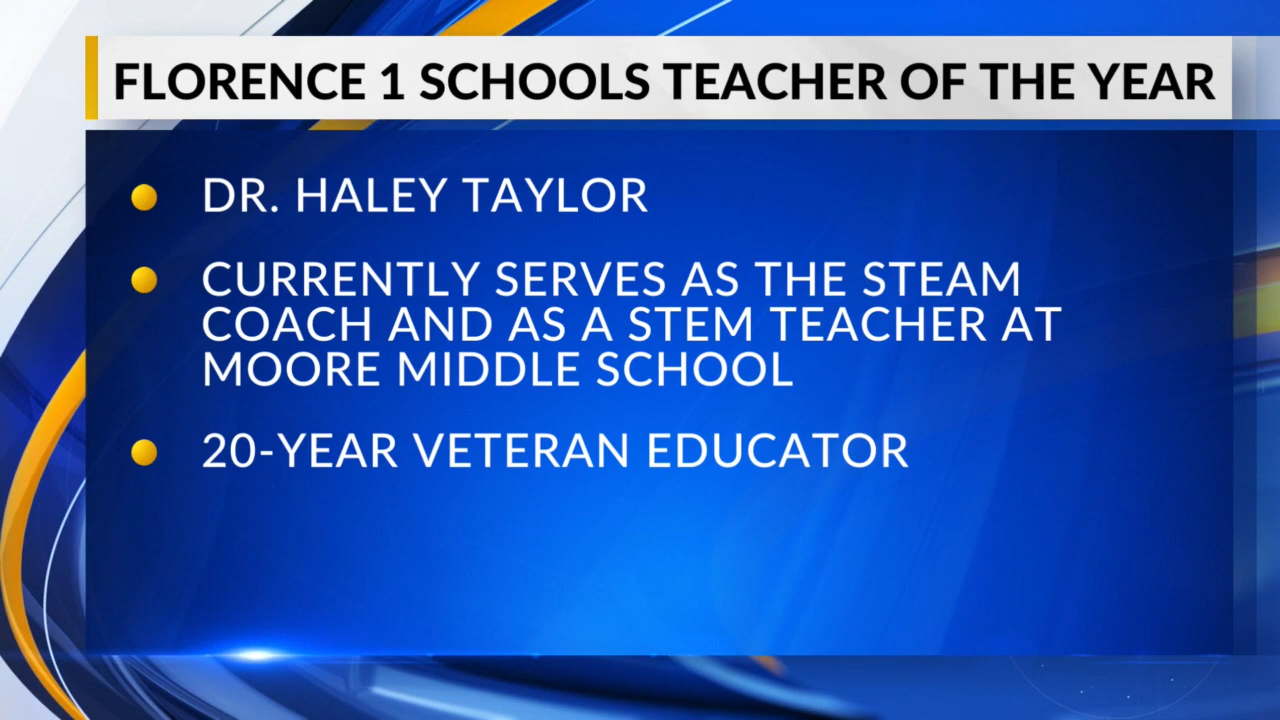 FLORENCE 1 SCHOOLS TEACHER OF THE YEAR
DR. HALEY TAYLOR
CURRENTLY SERVES AS THE STEAM
COACH AND AS A STEM TEACHER AT
MOORE MIDDLE SCHOOL
20-YEAR VETERAN EDUCATOR